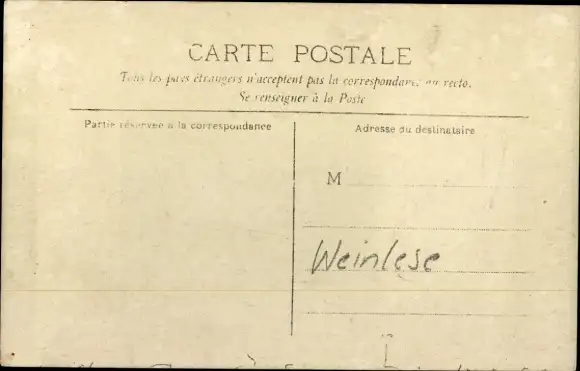 CARTE POSTALE
Tous les pays étrangers n'acceptent pas la correspondance au recto.
Se renseigner à la Poste
Partie réservée à la correspondance
Adresse du destinataire
M
Weinlese